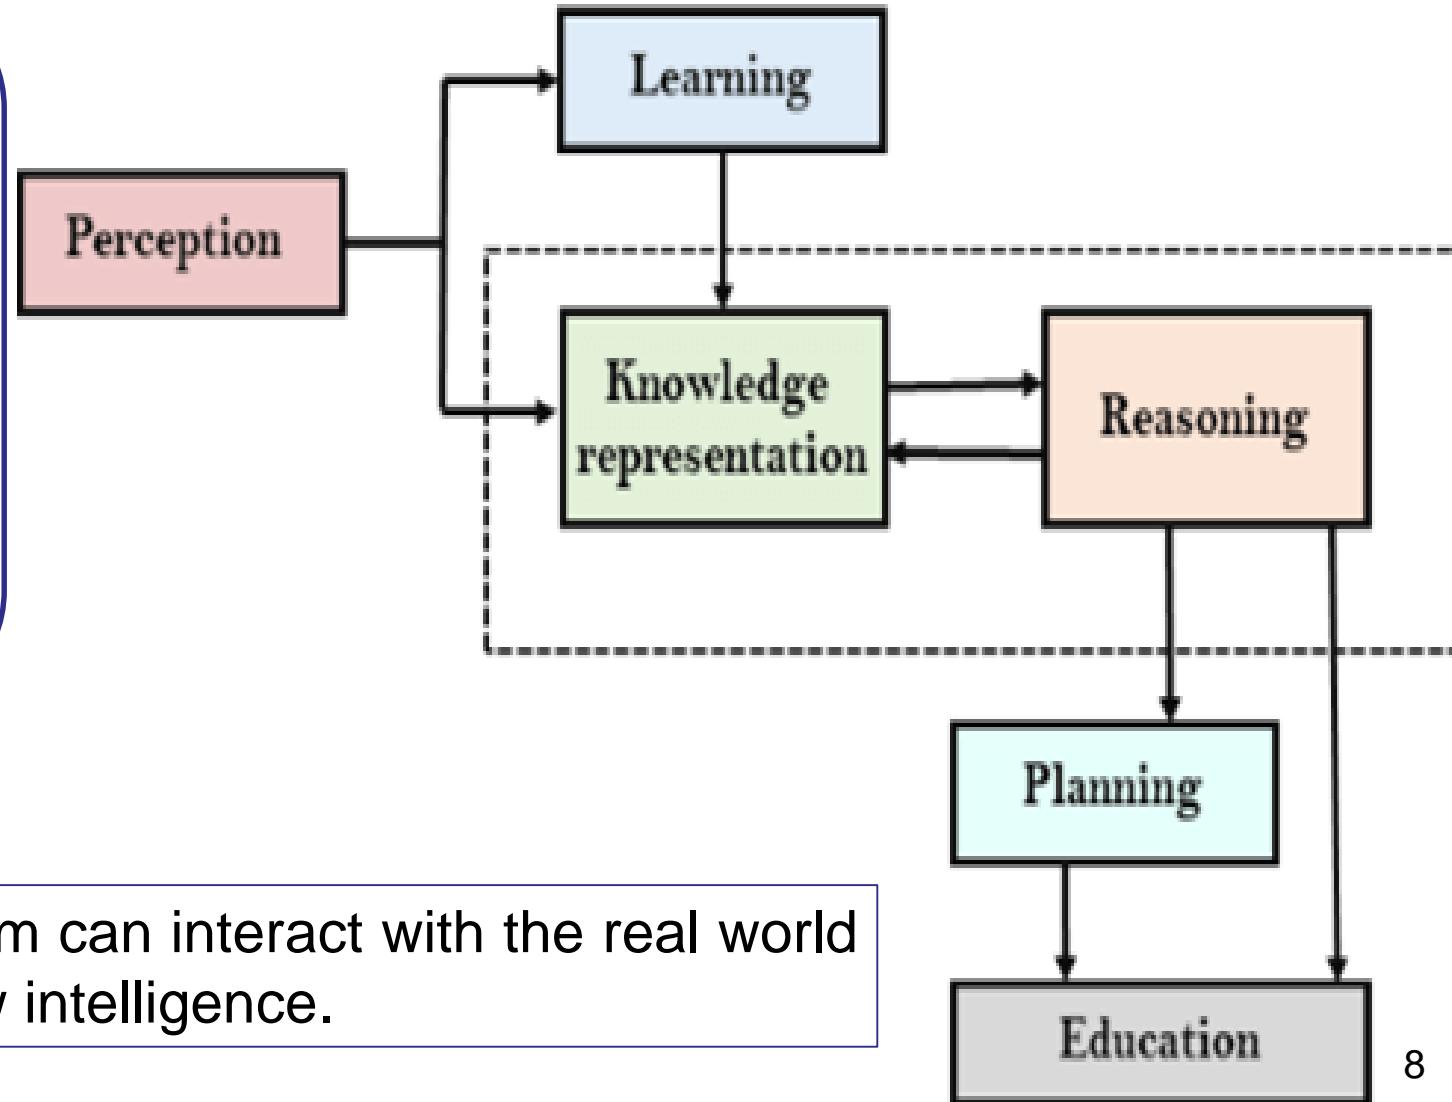 Learning
Perception
Knowledge
representation
Reasoning
Planning
m can interact with the real world
intelligence.
Education
8